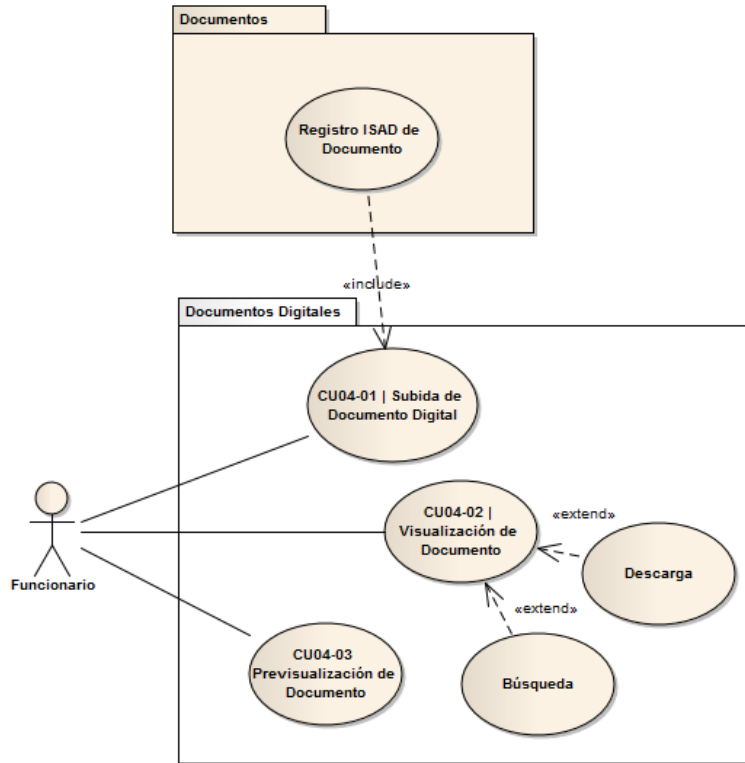 Documentos
Registro ISAD de
Documento
«include»
Documentos Digitales
CU04-01 | Subida de
Documento Digital
CU04-02 |
Visualización de
Documento
«extend»
Descarga
«extend»
Funcionario
CU04-03
Previsualización de
Documento
Búsqueda